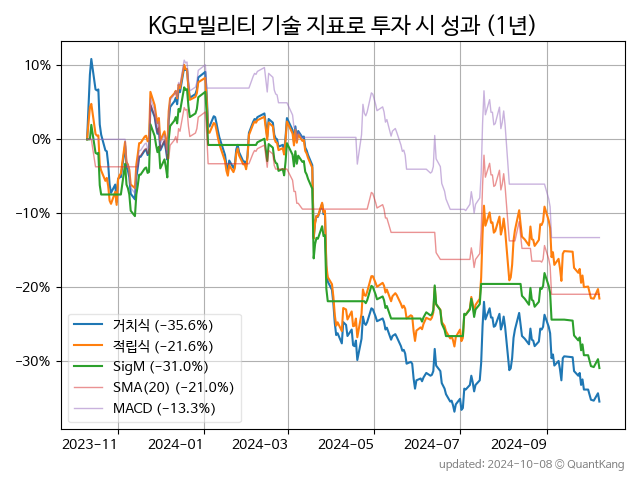 KG모빌리티 기술 지표로 투자 시 성과 (1년)
10%
0%
−10%
−20%
−30%
거치식 (−35.6%)
적립식 (−21.6%)
SigM (−31.0%)
SMA(20) (−21.0%)
MACD (−13.3%)
2023−11
2024−01
2024−03
2024−05
2024−07
2024−09
updated: 2024-10-08 © QuantKang